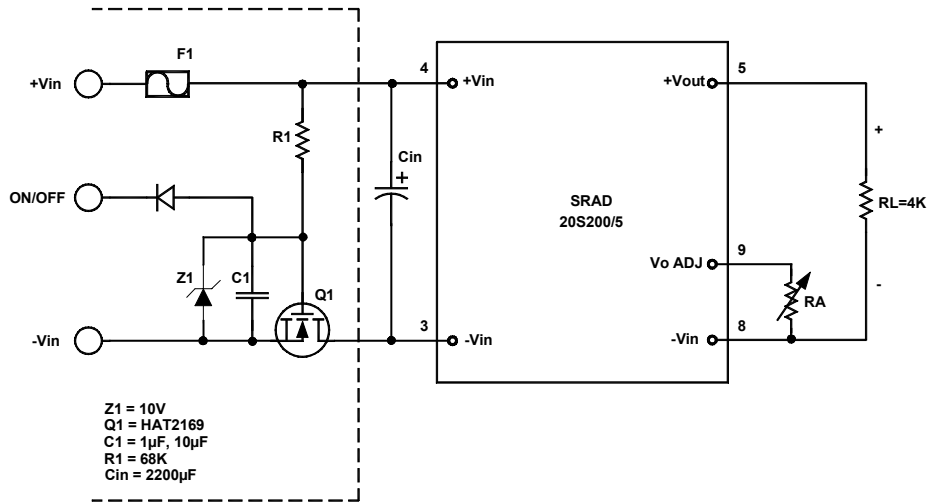 F1
+Vin
4
+Vin
+Vout
5
R1
Cin
+
+
ON/OFF
SRAD
20S200/5
RL=4K
Z1
C1
Q1
Vo ADJ
9
RA
-
-Vin
3
-Vin
-Vin
8
Z1 = 10V
Q1 = HAT2169
C1 = 1µF, 10µF
R1 = 68K
Cin = 2200µF